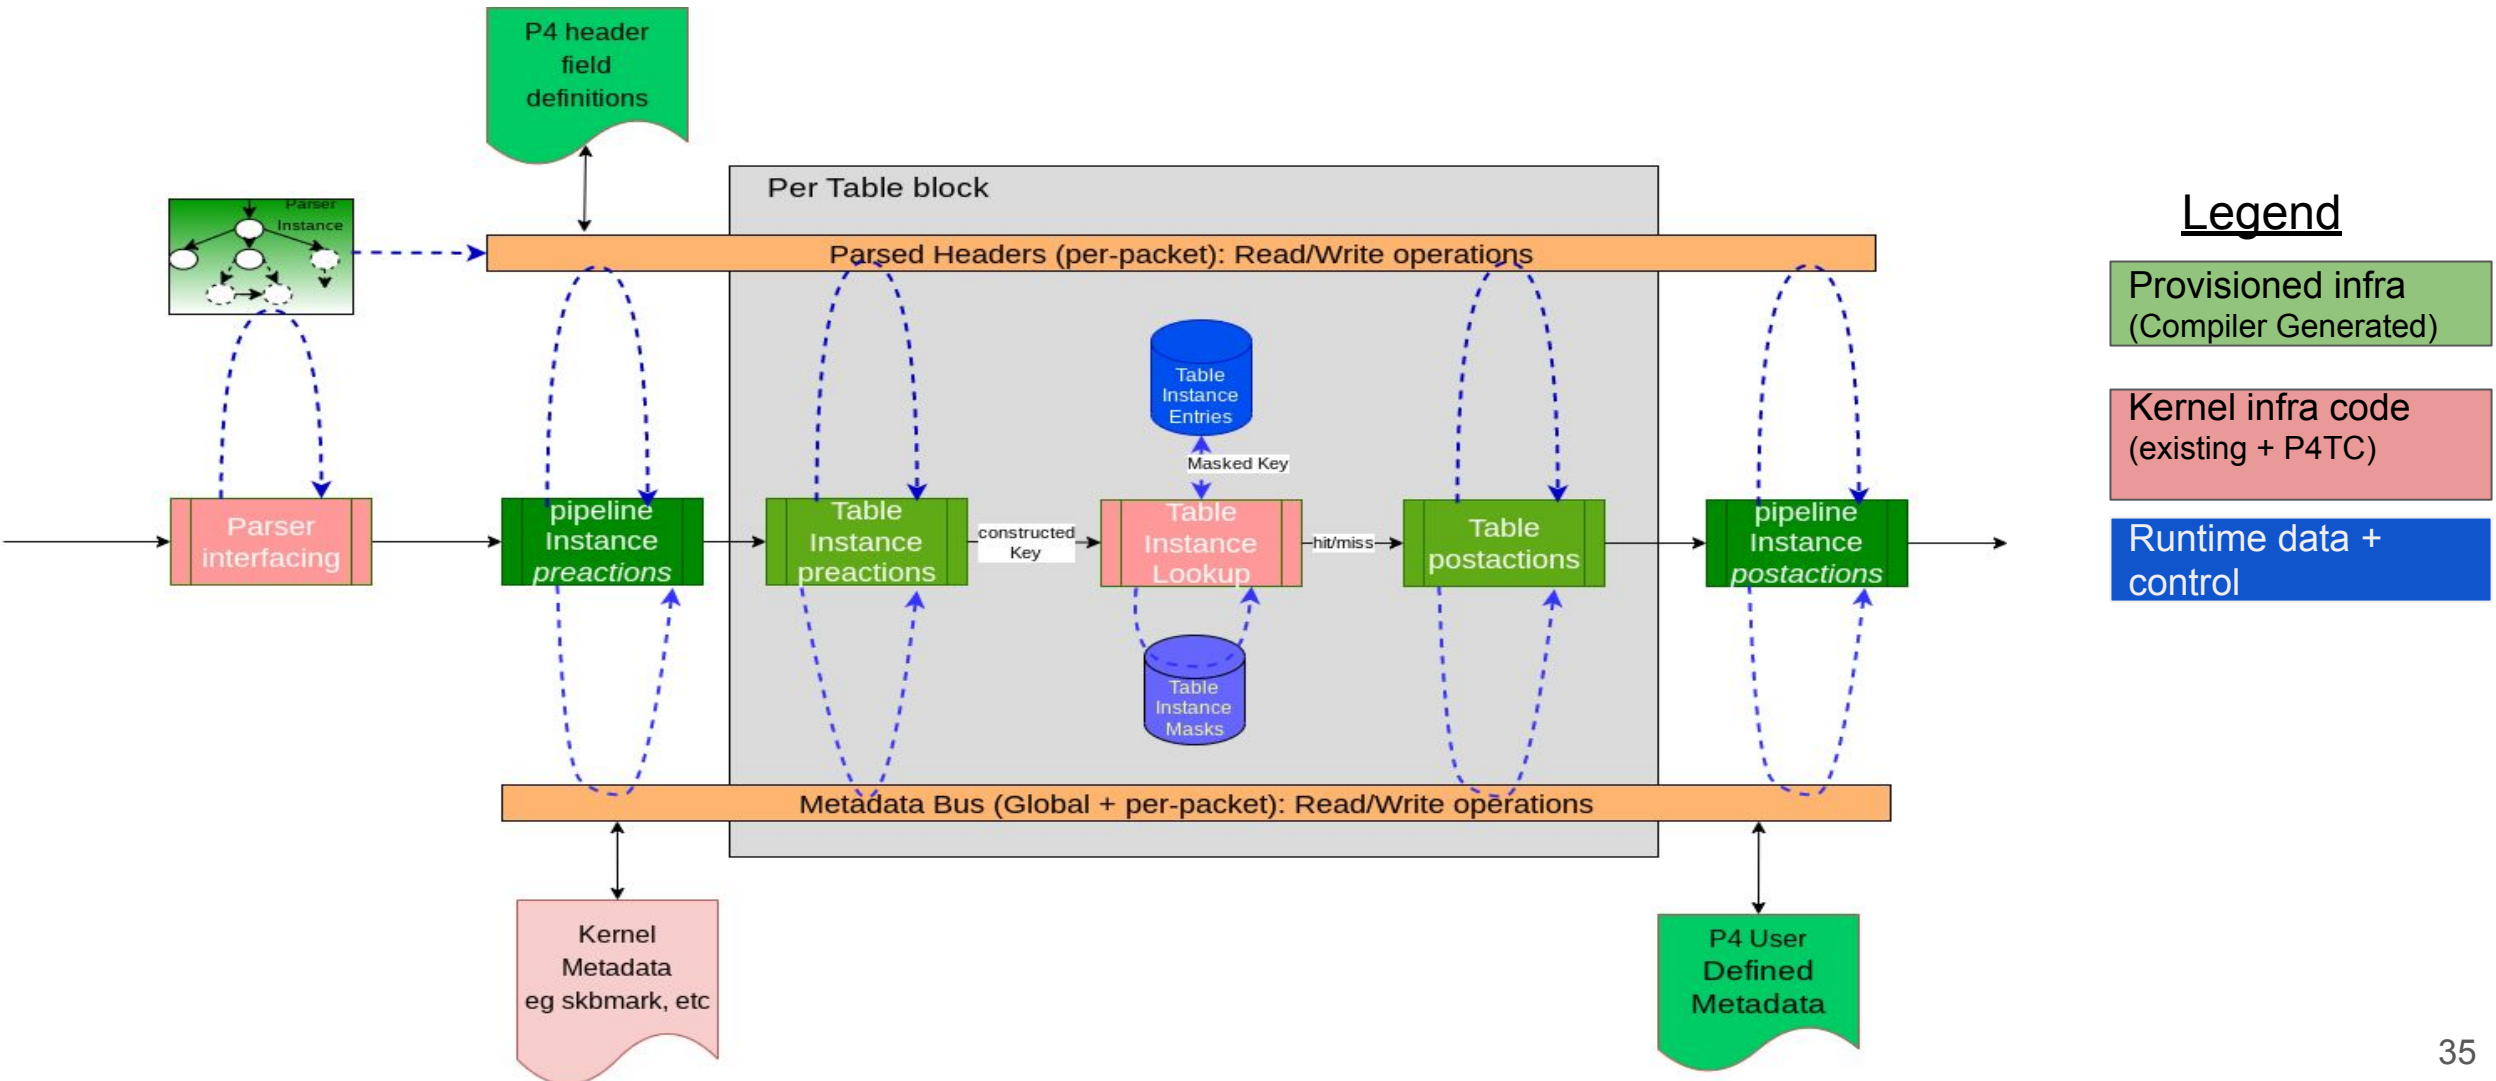 P4 header
field
definitions
Parser
Instance
Per Table block
Parsed Headers (per-packet): Read/Write operations
Table
Instance
Entries
Masked Key
Parser
interfacing
pipeline
Instance
preactions
Table
Instance
preactions
constructed
Key
Table
Instance
Lookup
hit/miss
Table
postactions
pipeline
Instance
postactions
Table
Instance
Masks
Metadata Bus (Global + per-packet): Read/Write operations
Kernel
Metadata
eg skbmark, etc
P4 User
Defined
Metadata
Legend
Provisioned infra
(Compiler Generated)
Kernel infra code
(existing + P4TC)
Runtime data +
control
35